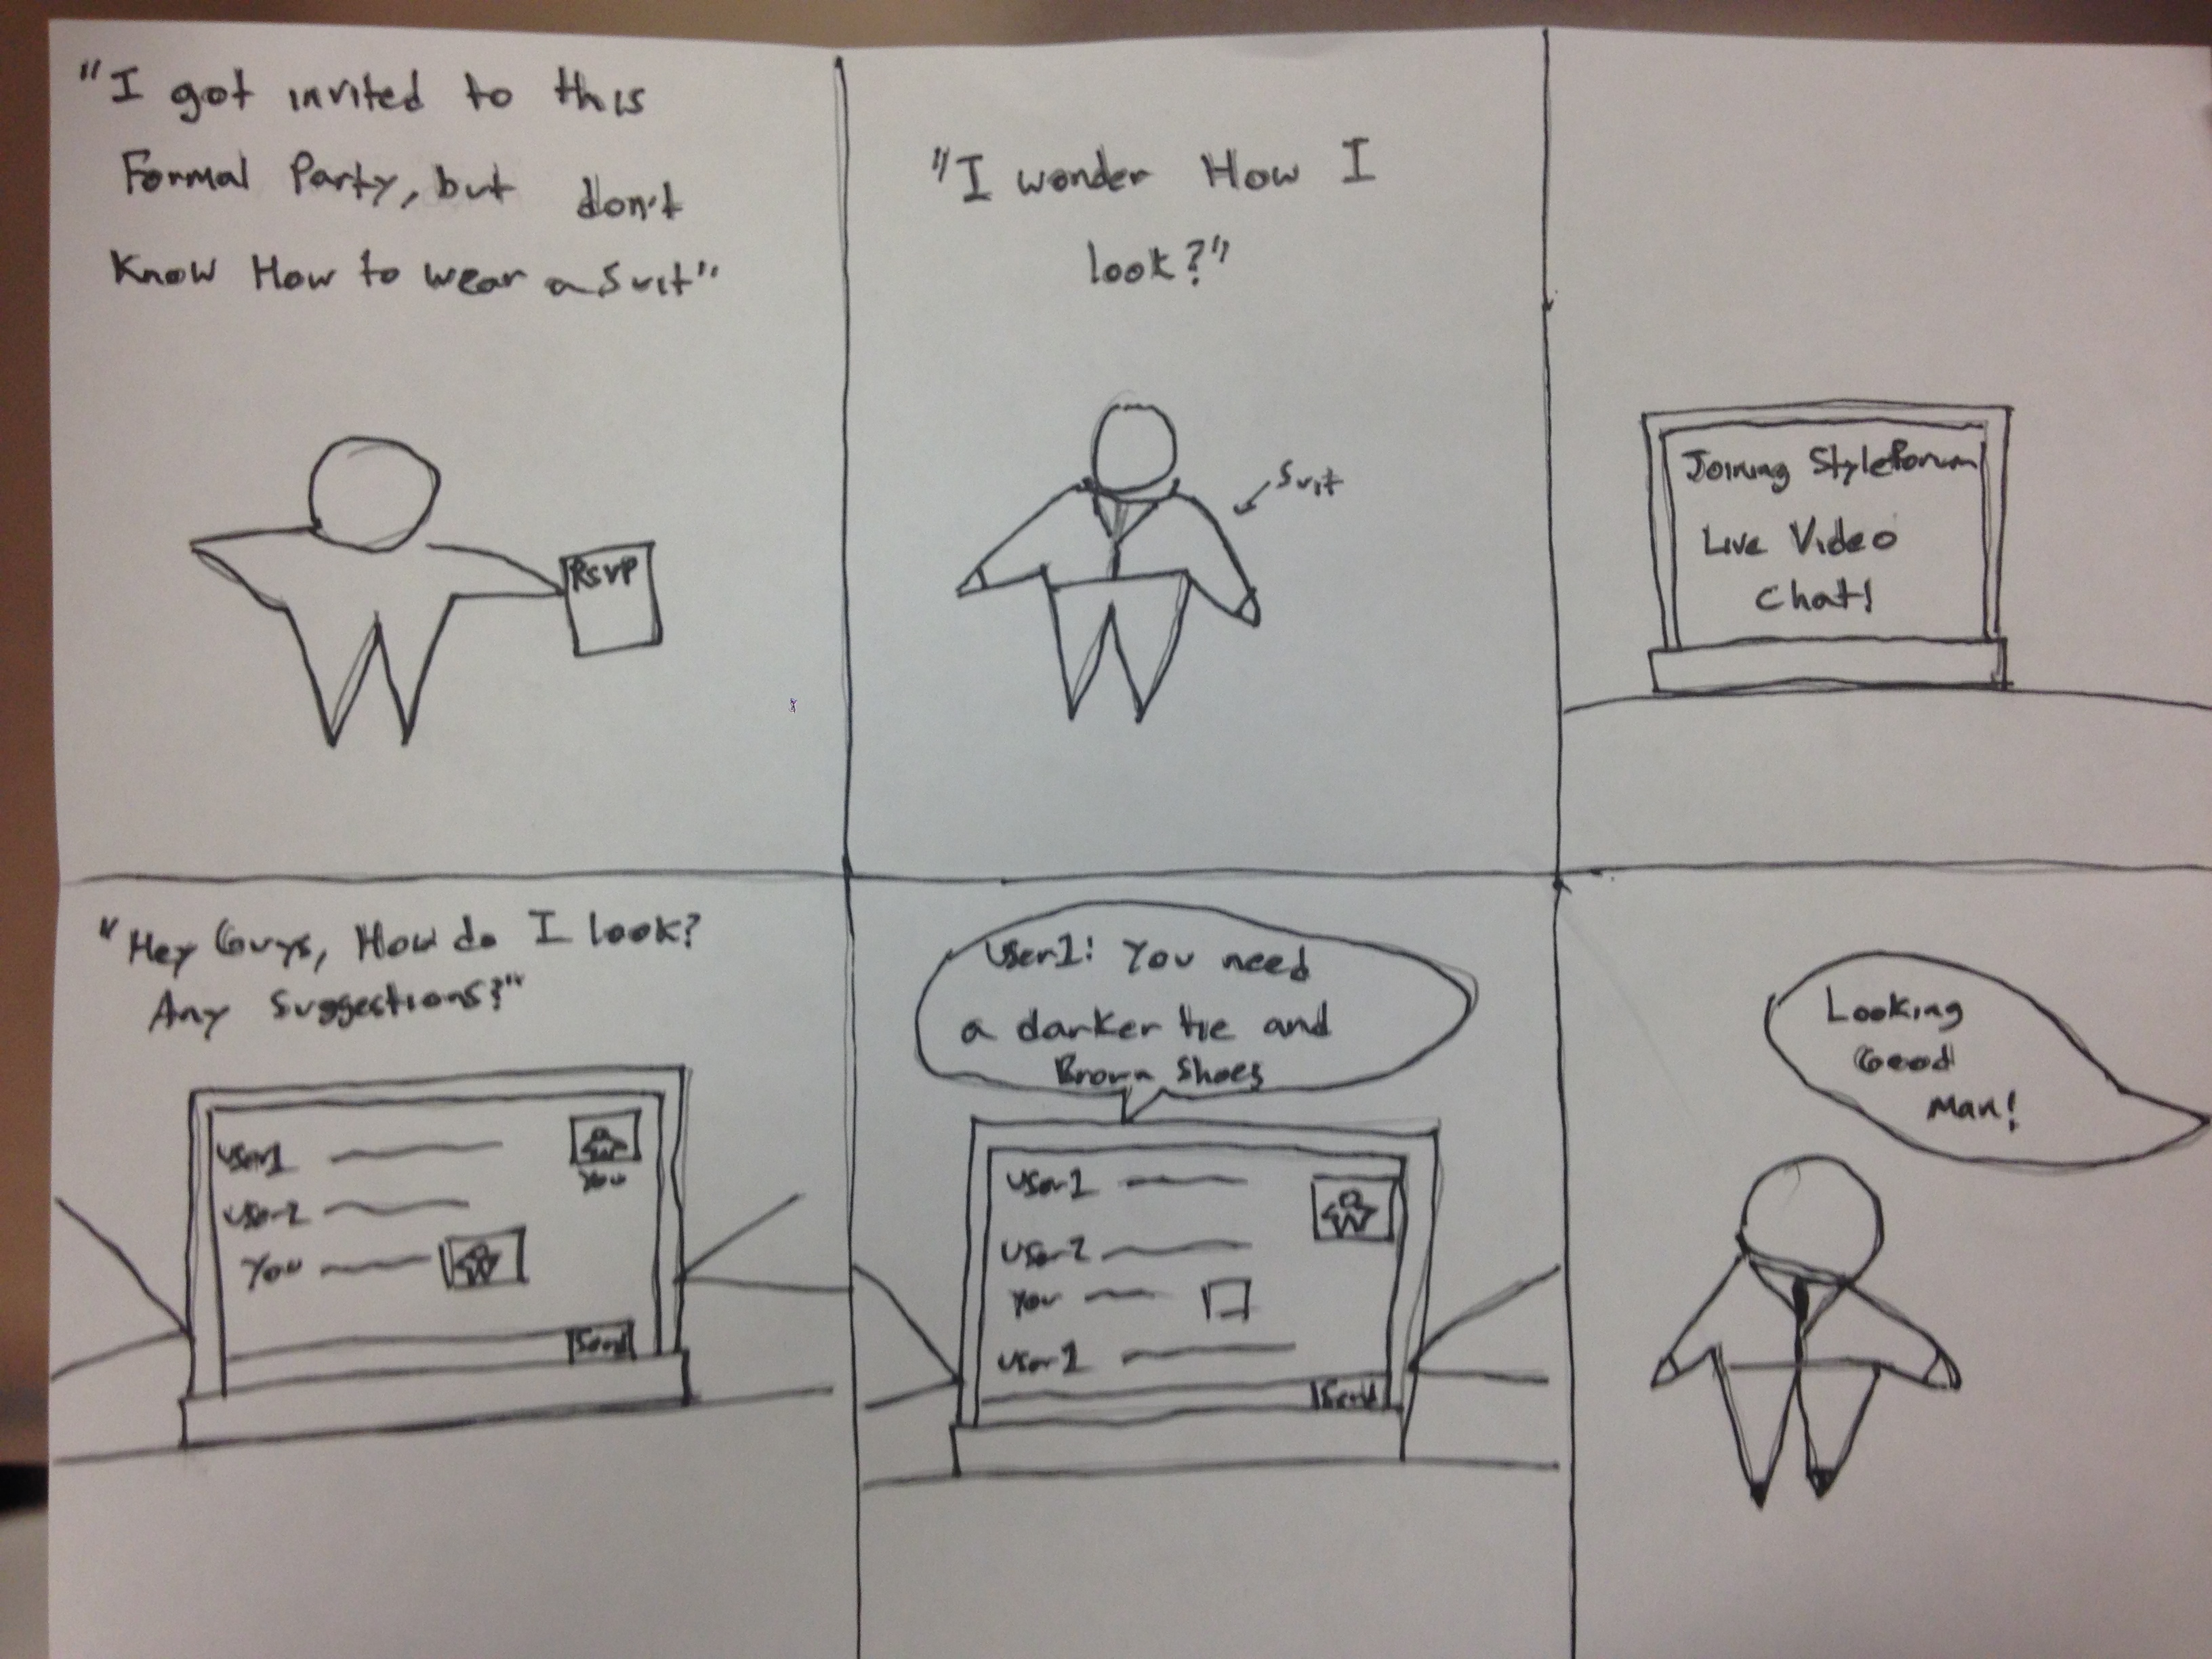 "I got invited to this
Formal Party, but don't
Know How to wear a suit"
RSVP
"I wonder How I
look?"
Suit
Joining StyleForum
Live Video
Chat!
"Hey Guys, How do I look?
Any Suggestions?"
User1
You
User2
You
Send
User1: You need
a darker tie and
Brown Shoes
User1
User2
You
User1
Send
Looking
Good
Man!